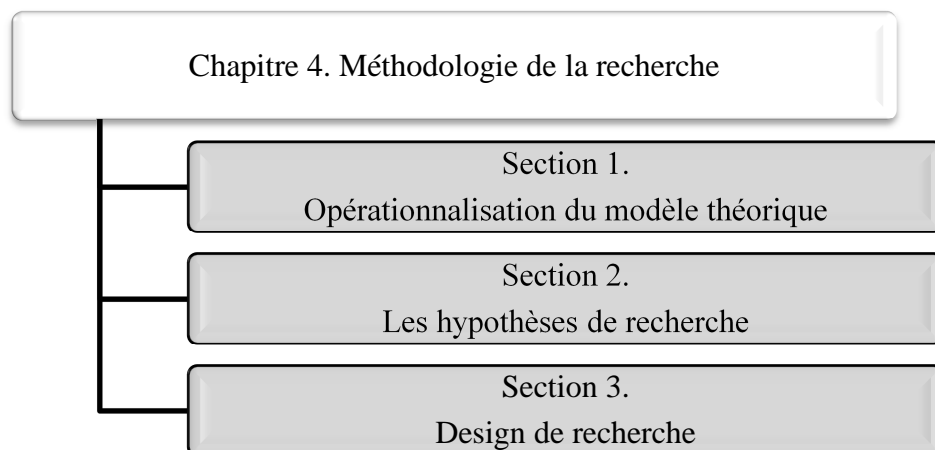 Chapitre 4. Méthodologie de la recherche
Section 1.
Opérationnalisation du modèle théorique
Section 2.
Les hypothèses de recherche
Section 3.
Design de recherche